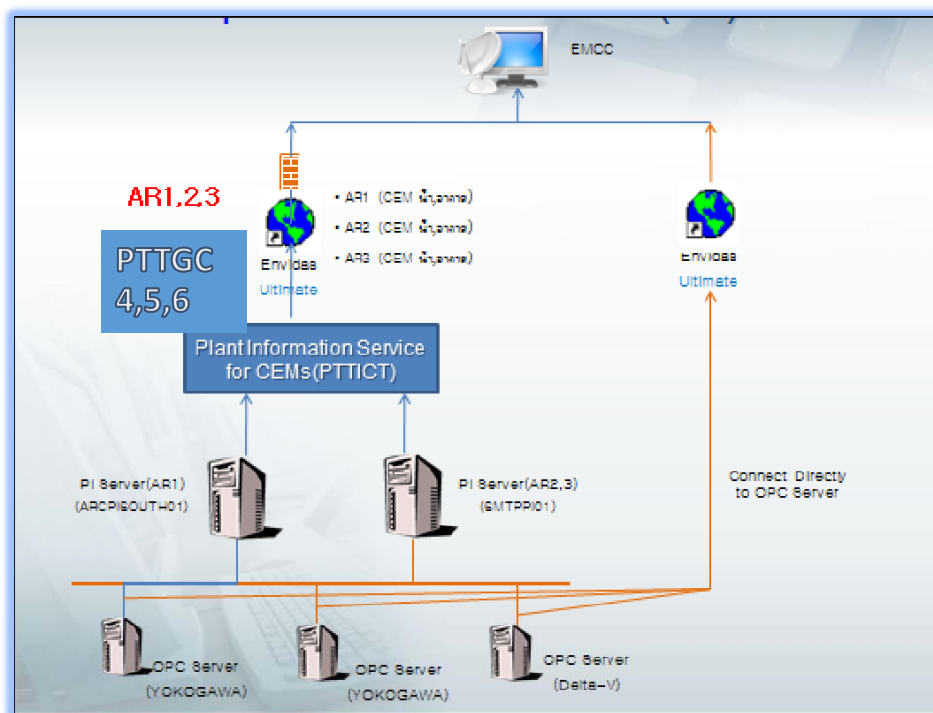 EMCC
AR1,2,3
PTTGC
4,5,6
• AR1 (CEM น้ำ,อากาศ)
• AR2 (CEM น้ำ,อากาศ)
• AR3 (CEM น้ำ,อากาศ)
Envidas
Ultimate
Envidas
Ultimate
Plant Information Service
for CEMs(PTTICT)
PI Server(AR1)
(ARCPISOUTH01)
PI Server(AR2,3)
(SMTPPI01)
Connect Directly
to OPC Server
OPC Server
(YOKOGAWA)
OPC Server
(YOKOGAWA)
OPC Server
(Delta-V)